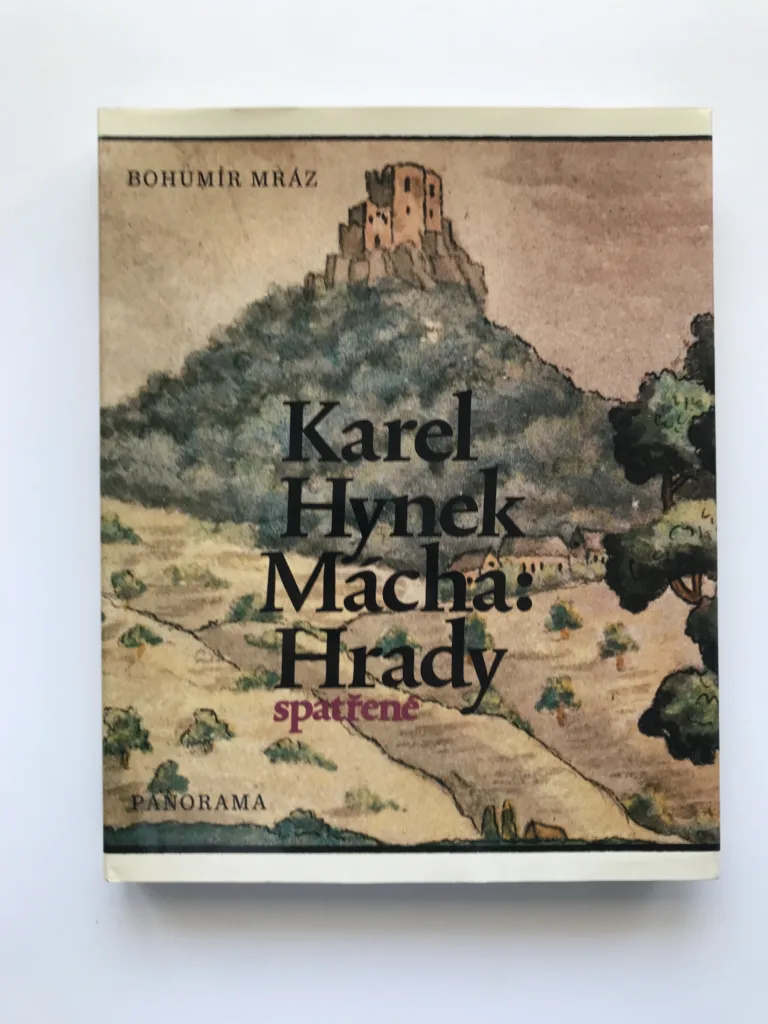 BOHUMÍR MRÁZ
Karel
Hynek
Mácha:
Hrady
spatřené
PANORAMA